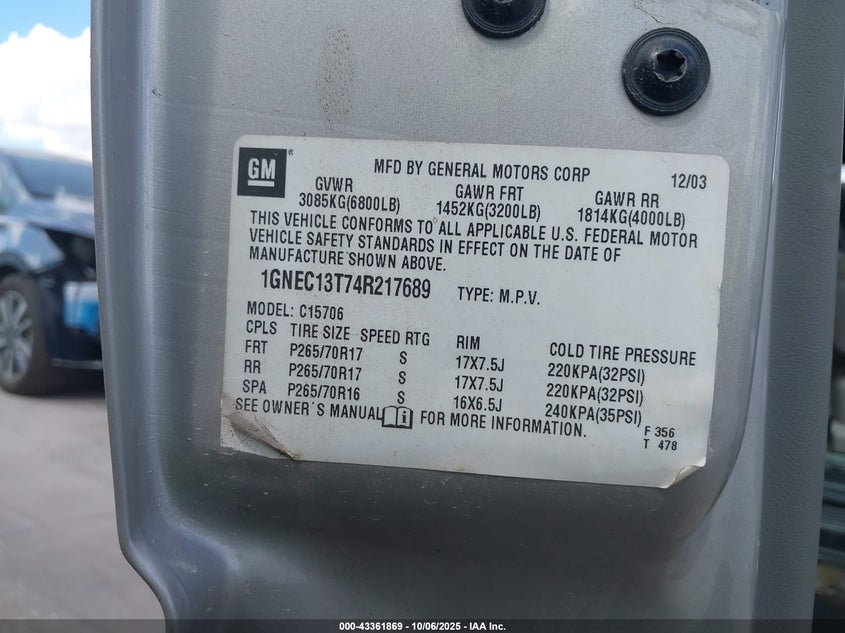 GM
MFD BY GENERAL MOTORS CORP 12/03
GVWR GAWR FRT GAWR RR
3085KG(6800LB) 1452KG(3200LB) 1814KG(4000LB)
THIS VEHICLE CONFORMS TO ALL APPLICABLE U.S. FEDERAL MOTOR
VEHICLE SAFETY STANDARDS IN EFFECT ON THE DATE OF
MANUFACTURE SHOWN ABOVE.
1GNEC13T74R217689 TYPE: M.P.V.
MODEL: C15706
CPLS TIRE SIZE SPEED RTG RIM COLD TIRE PRESSURE
FRT P265/70R17 S 17X7.5J 220KPA(32PSI)
RR P265/70R17 S 17X7.5J 220KPA(32PSI)
SPA P265/70R16 S 16X6.5J 240KPA(35PSI)
SEE OWNER'S MANUAL FOR MORE INFORMATION.
F 356
T 478
000-43361869 - 10/06/2025 - IAA Inc.